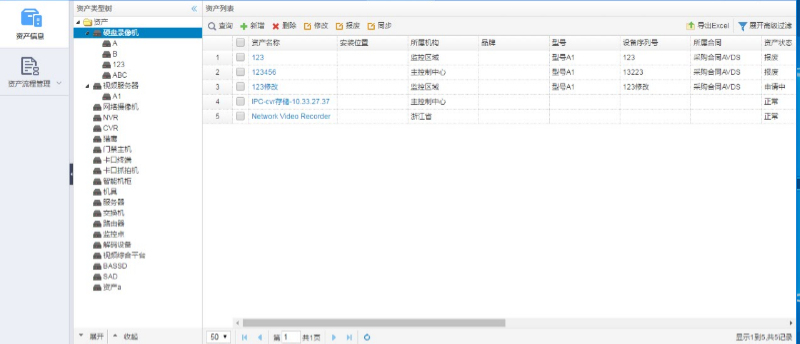 资产信息
资产流程管理
资产类型树
资产
硬盘录像机
A
B
123
ABC
视频服务器
A1
网络摄像机
NVR
CVR
猎鹰
门禁主机
卡口终端
卡口抓拍机
智能机柜
机具
服务器
交换机
路由器
监控点
解码设备
视频综合平台
BASSD
SAD
资产a
展开 收起
资产列表
查询 新增 删除 修改 报废 同步 导出Excel 展开高级过滤
资产名称 安装位置 所属机构 品牌 型号 设备序列号 所属合同 资产状态
1 123 监控区域 型号A1 123 采购合同AVDS 报废
2 123456 主控制中心 型号A1 13223 采购合同AVDS 报废
3 123修改 监控区域 型号A1 123修改 采购合同AVDS 申请中
4 IPC-cvr存储-10.33.27.37 主控制中心 正常
5 Network Video Recorder 浙江省 正常
50 第 1 共1页 显示1到5,共5记录